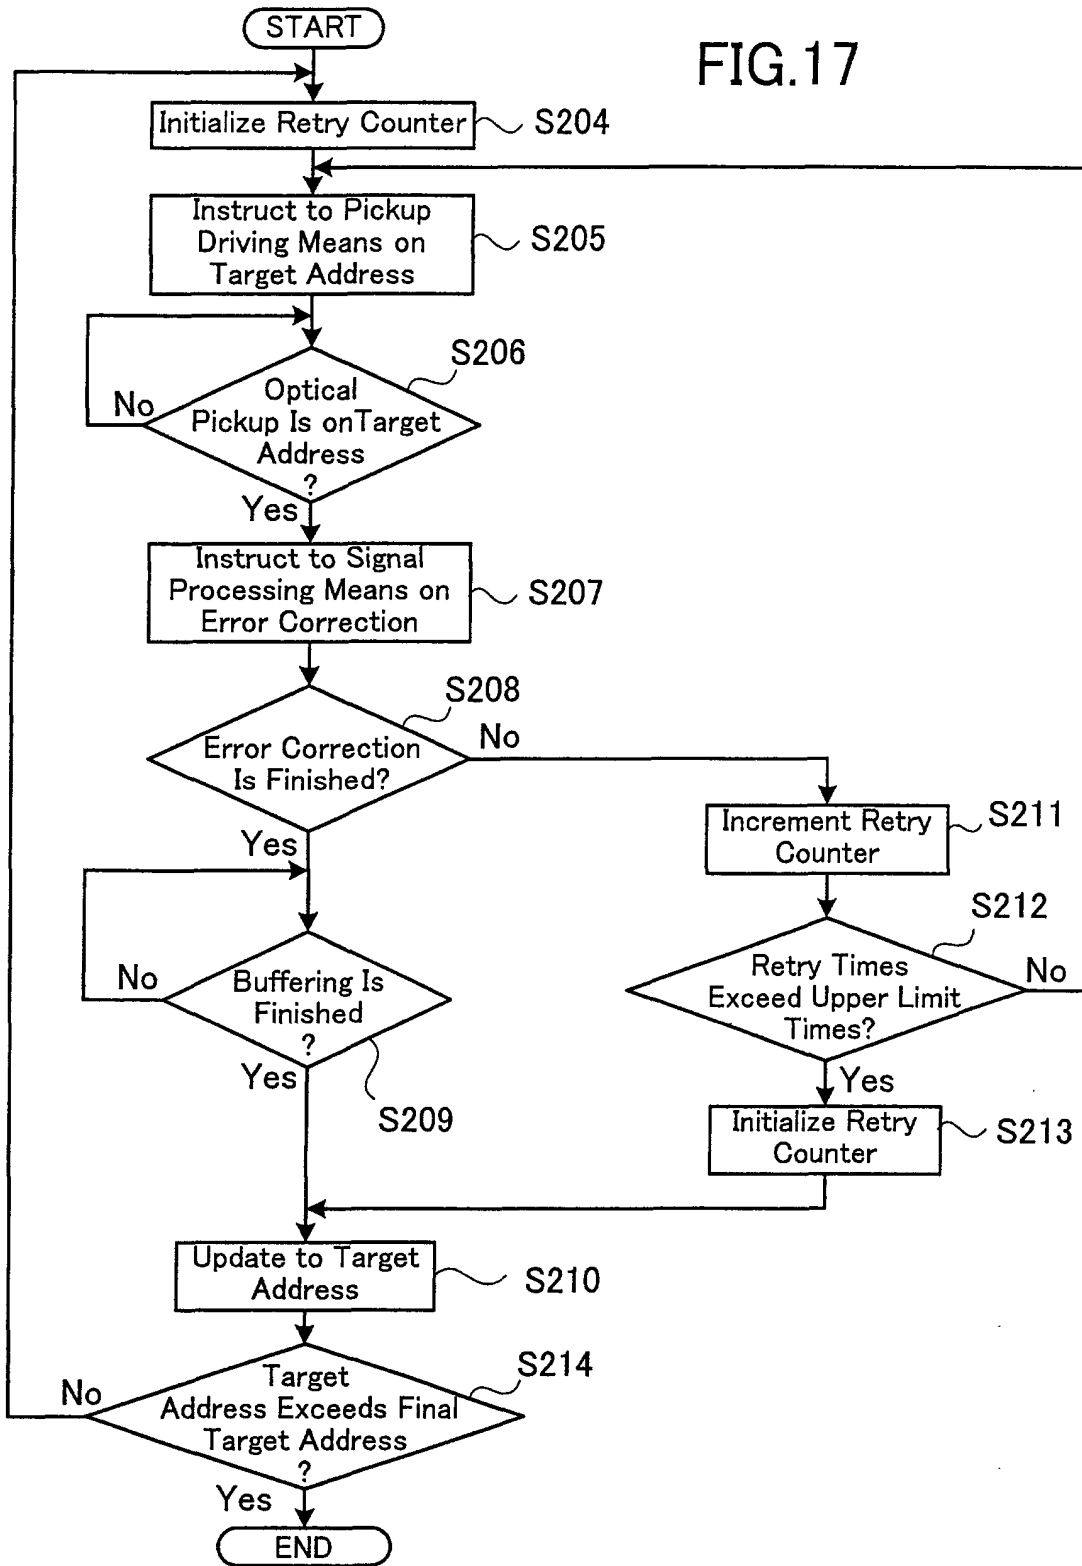 START
FIG.17
Initialize Retry Counter
S204
Instruct to Pickup
Driving Means on
Target Address
S205
S206
Optical
Pickup Is onTarget
Address
?
No
Yes
Instruct to Signal
Processing Means on
Error Correction
S207
S208
Error Correction
Is Finished?
No
Yes
Increment Retry
Counter
S211
S212
Retry Times
Exceed Upper Limit
Times?
No
Yes
Buffering Is
Finished
?
No
Yes
S209
Initialize Retry
Counter
S213
Update to Target
Address
S210
S214
Target
Address Exceeds Final
Target Address
?
No
Yes
END